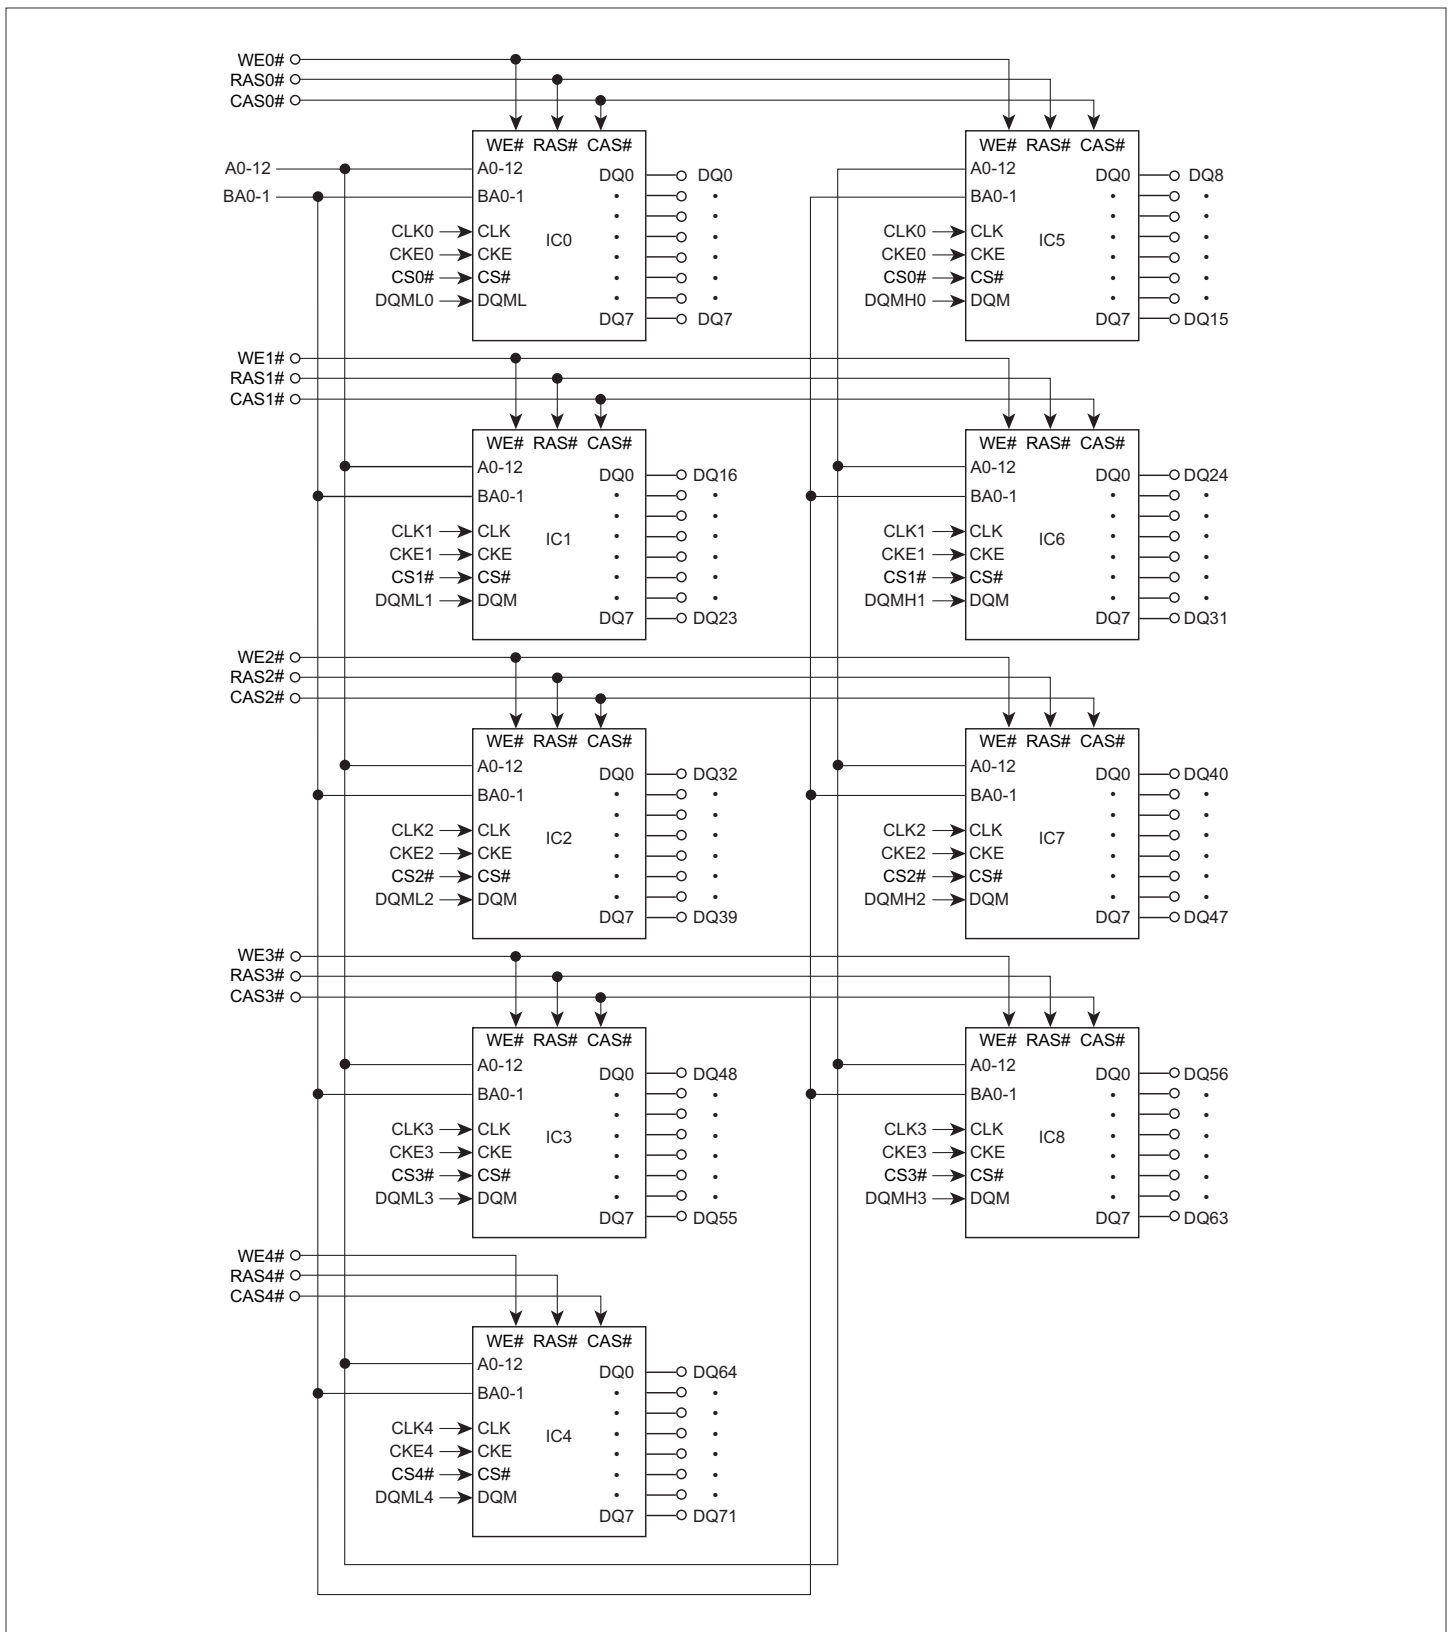 WE0#
RAS0#
CAS0#
WE# RAS# CAS#
A0-12 A0-12 DQ0 DQ0
BA0-1 BA0-1
CLK0 CLK IC0
CKE0 CKE
CS0# CS#
DQML0 DQML
DQ7 DQ7
WE# RAS# CAS#
A0-12 DQ0 DQ8
BA0-1
CLK0 CLK IC5
CKE0 CKE
CS0# CS#
DQMH0 DQM
DQ7 DQ15
WE1#
RAS1#
CAS1#
WE# RAS# CAS#
A0-12 DQ0 DQ16
BA0-1
CLK1 CLK IC1
CKE1 CKE
CS1# CS#
DQML1 DQM
DQ7 DQ23
WE# RAS# CAS#
A0-12 DQ0 DQ24
BA0-1
CLK1 CLK IC6
CKE1 CKE
CS1# CS#
DQMH1 DQM
DQ7 DQ31
WE2#
RAS2#
CAS2#
WE# RAS# CAS#
A0-12 DQ0 DQ32
BA0-1
CLK2 CLK IC2
CKE2 CKE
CS2# CS#
DQML2 DQM
DQ7 DQ39
WE# RAS# CAS#
A0-12 DQ0 DQ40
BA0-1
CLK2 CLK IC7
CKE2 CKE
CS2# CS#
DQMH2 DQM
DQ7 DQ47
WE3#
RAS3#
CAS3#
WE# RAS# CAS#
A0-12 DQ0 DQ48
BA0-1
CLK3 CLK IC3
CKE3 CKE
CS3# CS#
DQML3 DQM
DQ7 DQ55
WE# RAS# CAS#
A0-12 DQ0 DQ56
BA0-1
CLK3 CLK IC8
CKE3 CKE
CS3# CS#
DQMH3 DQM
DQ7 DQ63
WE4#
RAS4#
CAS4#
WE# RAS# CAS#
A0-12 DQ0 DQ64
BA0-1
CLK4 CLK IC4
CKE4 CKE
CS4# CS#
DQML4 DQM
DQ7 DQ71